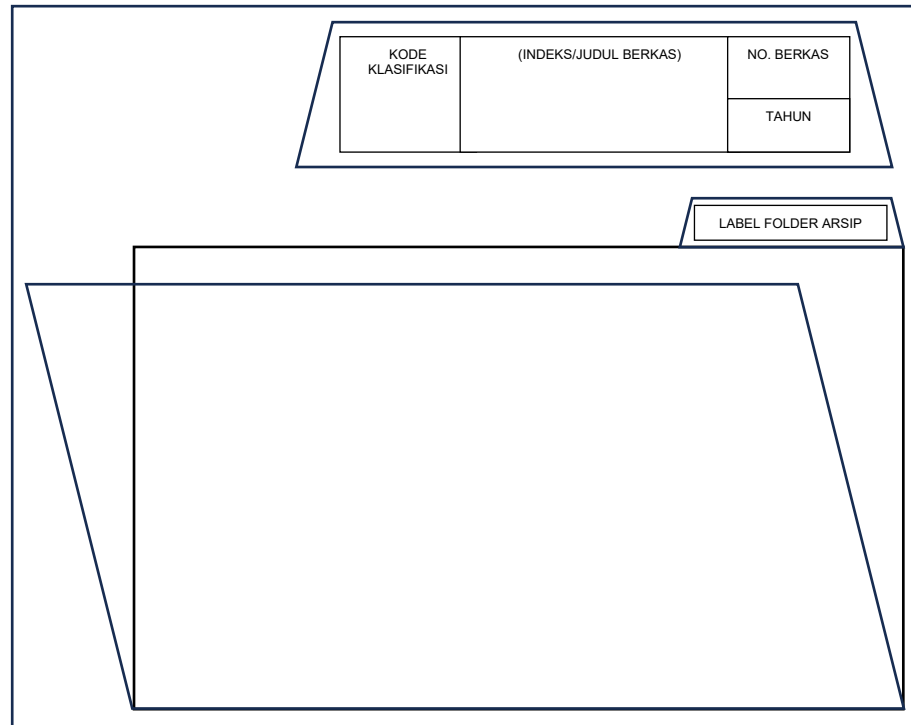 KODE
KLASIFIKASI
(INDEKS/JUDUL BERKAS)
NO. BERKAS
TAHUN
LABEL FOLDER ARSIP